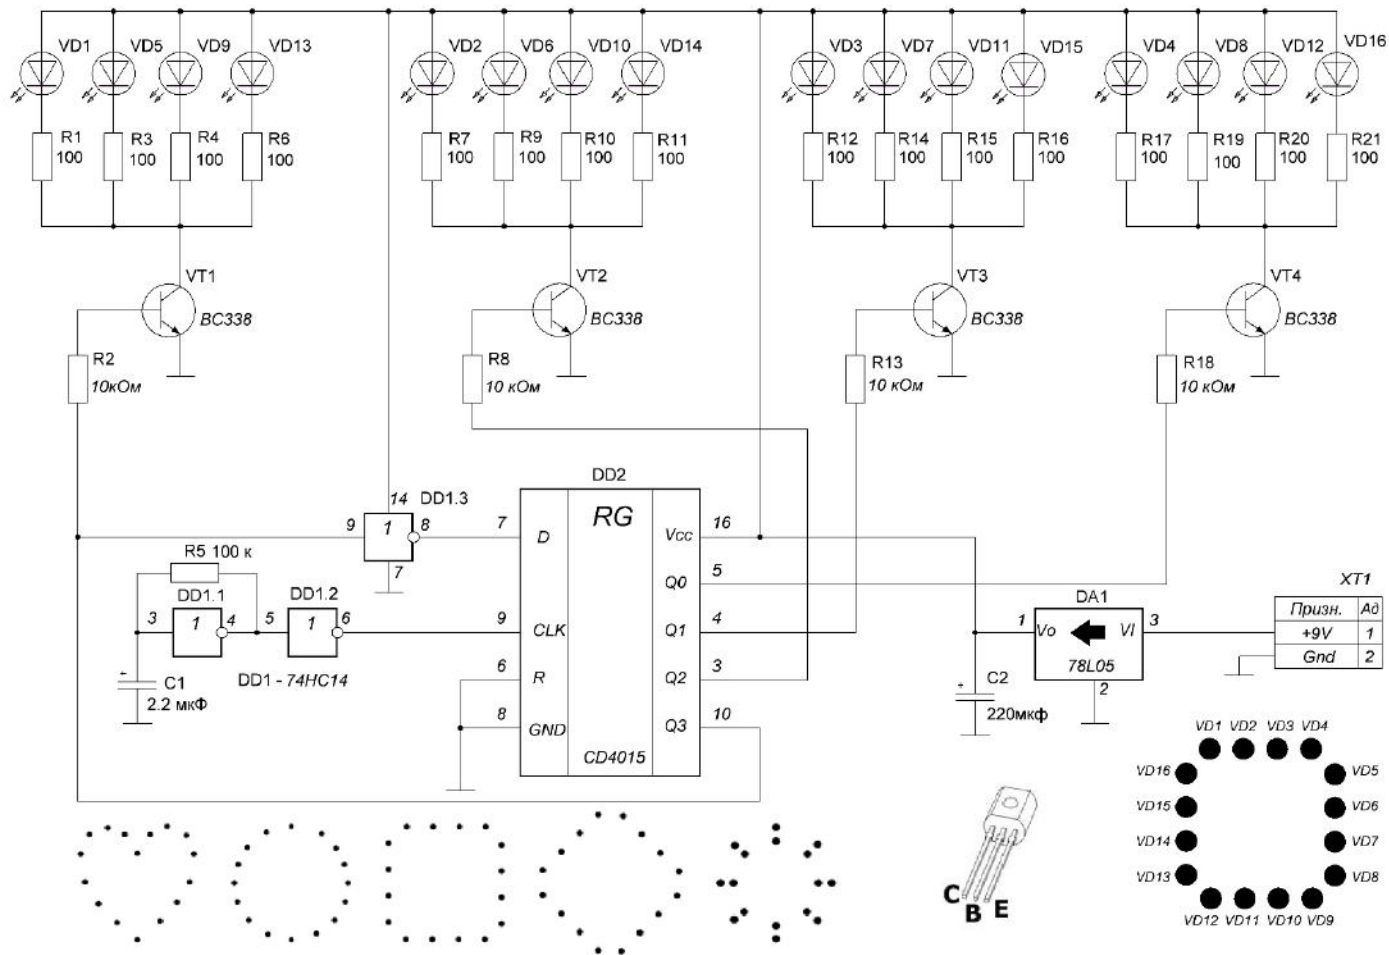 VD1 VD5 VD9 VD13 VD2 VD6 VD10 VD14 VD3 VD7 VD11 VD15 VD4 VD8 VD12 VD16
R1 R3 R4 R6 R7 R9 R10 R11 R12 R14 R15 R16 R17 R19 R20 R21
100 100 100 100 100 100 100 100 100 100 100 100 100 100 100 100
VT1 VT2 VT3 VT4
BC338 BC338 BC338 BC338
R2 R8 R13 R18
10кОм 10 кОм 10 кОм 10 кОм
DD2
14 DD1.3
RG
9 1 8 7 D Vcc 16
R5 100 к
7
Q0 5
XT1
DD1.1 DD1.2
DA1
Призн. Ад
3 1 4 5 1 6 9 CLK Q1 4
1 Vo VI 3
+9V 1
78L05
Gnd 2
6 R Q2 3
+ C1
DD1 - 74HC14
2
2.2 мкФ
+ C2
220мкф
8 GND Q3 10
CD4015
VD1 VD2 VD3 VD4
VD16 VD5
VD15 VD6
VD14 VD7
VD13 VD8
VD12 VD11 VD10 VD9
C B E